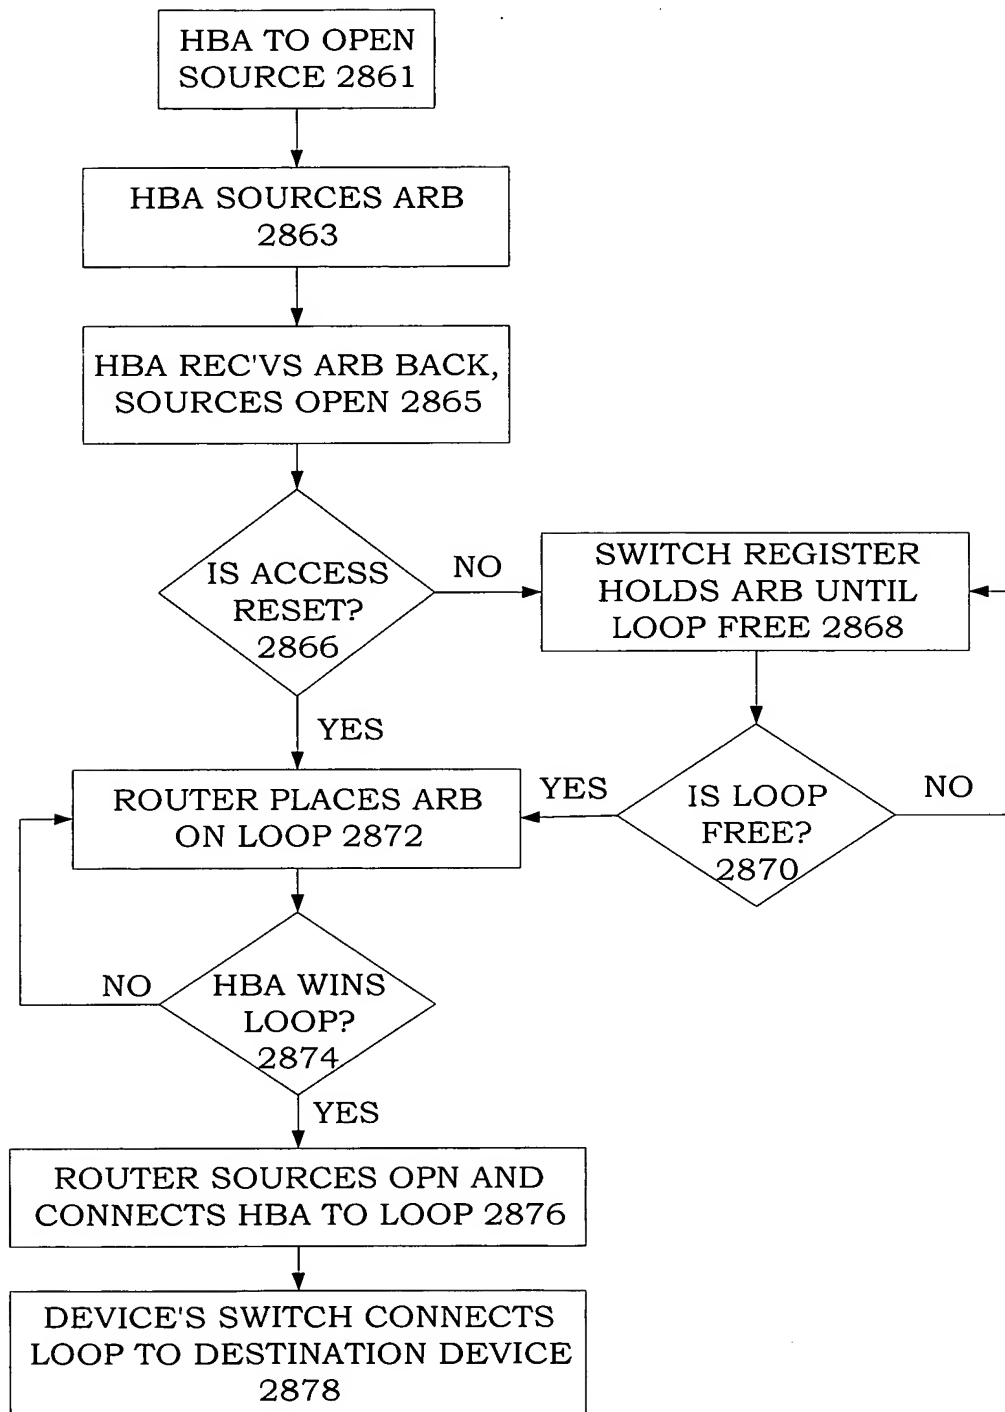 HBA TO OPEN
SOURCE 2861
HBA SOURCES ARB
2863
HBA REC'VS ARB BACK,
SOURCES OPEN 2865
IS ACCESS
RESET?
2866
NO
SWITCH REGISTER
HOLDS ARB UNTIL
LOOP FREE 2868
YES
ROUTER PLACES ARB
ON LOOP 2872
YES
IS LOOP
FREE?
2870
NO
NO
HBA WINS
LOOP?
2874
YES
ROUTER SOURCES OPN AND
CONNECTS HBA TO LOOP 2876
DEVICE'S SWITCH CONNECTS
LOOP TO DESTINATION DEVICE
2878